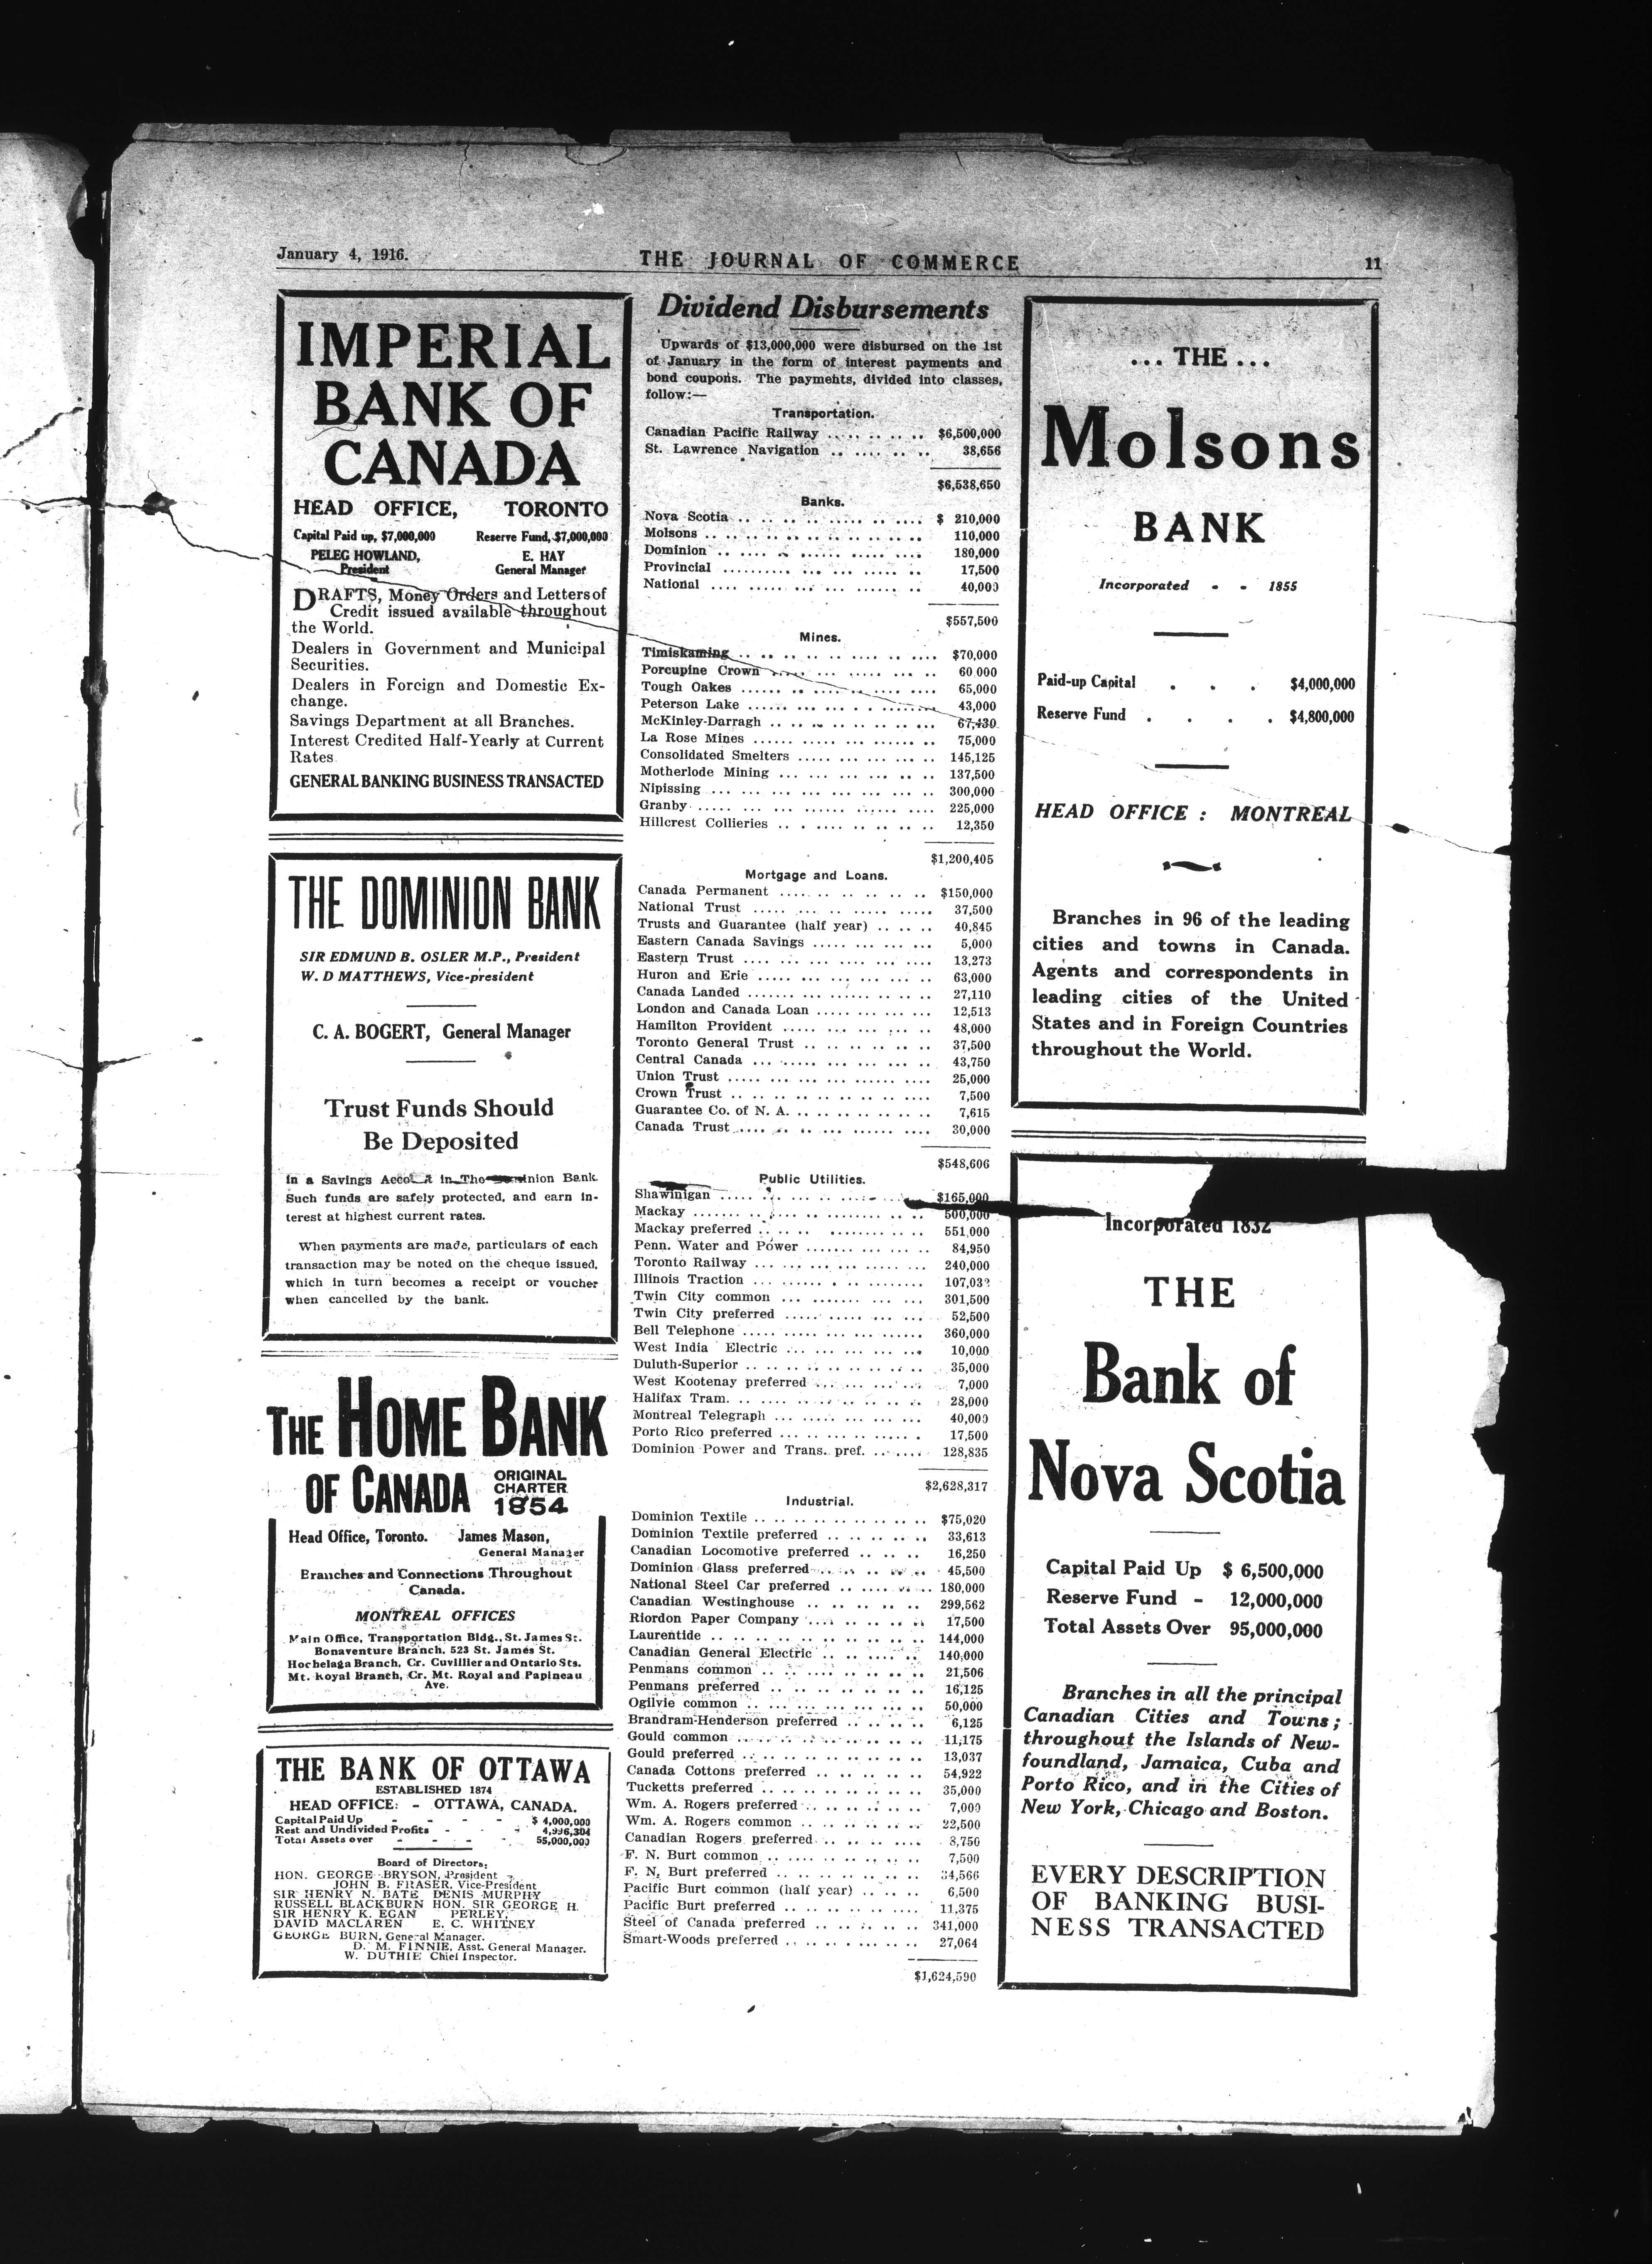 January 4, 1916.
THE JOURNAL OF COMMERCE
11
IMPERIAL
BANK OF
CANADA
HEAD OFFICE, TORONTO
Capital Paid up, $7,000,000 Reserve Fund, $7,000,000
PELEG HOWLAND, E. HAY
President General Manager
DRAFTS, Money Orders and Letters of
Credit issued available throughout
the World.
Dealers in Government and Municipal
Securities.
Dealers in Foreign and Domestic Ex-
change.
Savings Department at all Branches.
Interest Credited Half-Yearly at Current
Rates
GENERAL BANKING BUSINESS TRANSACTED
THE DOMINION BANK
SIR EDMUND B. OSLER M.P., President
W. D MATTHEWS, Vice-president
C. A. BOGERT, General Manager
Trust Funds Should
Be Deposited
in a Savings Account in The Dominion Bank.
Such funds are safely protected, and earn in-
terest at highest current rates.
When payments are made, particulars of each
transaction may be noted on the cheque issued,
which in turn becomes a receipt or voucher
when cancelled by the bank.
THE HOME BANK
OF CANADA ORIGINAL
CHARTER
1854
Head Office, Toronto. James Mason,
General Manager
Branches and Connections Throughout
Canada.
MONTREAL OFFICES
Main Office, Transportation Bldg., St. James St.
Bonaventure Branch, 523 St. James St.
Hochelaga Branch, Cr. Cuvillier and Ontario Sts.
Mt. Royal Branch, Cr. Mt. Royal and Papineau
Ave.
THE BANK OF OTTAWA
ESTABLISHED 1874
HEAD OFFICE: - OTTAWA, CANADA.
Capital Paid Up - - - - $ 4,000,000
Rest and Undivided Profits - - 4,996,304
Total Assets over - - - - 55,000,000
Board of Directors:
HON. GEORGE BRYSON, President
JOHN B. FRASER, Vice-President
SIR HENRY N. BATE DENIS MURPHY
RUSSELL BLACKBURN HON. SIR GEORGE H.
SIR HENRY K. EGAN PERLEY,
DAVID MACLAREN E. C. WHITNEY
GEORGE BURN, General Manager.
D. M. FINNIE, Asst. General Manager.
W. DUTHIE Chief Inspector.
Dividend Disbursements
Upwards of $13,000,000 were disbursed on the 1st
of January in the form of interest payments and
bond coupons. The payments, divided into classes,
follow:—
Transportation.
Canadian Pacific Railway .. .. .. .. .. $6,500,000
St. Lawrence Navigation .. .. .. .. .. 38,656
$6,538,650
Banks.
Nova Scotia .. .. .. .. .. .. .. $ 210,000
Molsons .. .. .. .. .. .. .. 110,000
Dominion .. .. .. .. .. .. .. 180,000
Provincial .. .. .. .. .. .. .. 17,500
National .. .. .. .. .. .. .. 40,000
$557,500
Mines.
Timiskaming .. .. .. .. .. .. $70,000
Porcupine Crown .. .. .. .. .. 60 000
Tough Oakes .. .. .. .. .. .. 65,000
Peterson Lake .. .. .. .. .. .. 43,000
McKinley-Darragh .. .. .. .. .. 67,430
La Rose Mines .. .. .. .. .. .. 75,000
Consolidated Smelters .. .. .. .. 145,125
Motherlode Mining .. .. .. .. .. 137,500
Nipissing .. .. .. .. .. .. .. 300,000
Granby .. .. .. .. .. .. .. 225,000
Hillcrest Collieries .. .. .. .. .. 12,350
$1,200,405
Mortgage and Loans.
Canada Permanent .. .. .. .. .. $150,000
National Trust .. .. .. .. .. .. 37,500
Trusts and Guarantee (half year) .. .. 40,845
Eastern Canada Savings .. .. .. .. 5,000
Eastern Trust .. .. .. .. .. .. 13,273
Huron and Erie .. .. .. .. .. .. 63,000
Canada Landed .. .. .. .. .. .. 27,110
London and Canada Loan .. .. .. .. 12,513
Hamilton Provident .. .. .. .. .. 48,000
Toronto General Trust .. .. .. .. 37,500
Central Canada .. .. .. .. .. .. 43,750
Union Trust .. .. .. .. .. .. 25,000
Crown Trust .. .. .. .. .. .. 7,500
Guarantee Co. of N. A. .. .. .. .. 7,615
Canada Trust .. .. .. .. .. .. 30,000
$548,606
Public Utilities.
Shawinigan .. .. .. .. .. .. $165,000
Mackay .. .. .. .. .. .. .. 500,000
Mackay preferred .. .. .. .. .. 551,000
Penn. Water and Power .. .. .. .. 84,950
Toronto Railway .. .. .. .. .. 240,000
Illinois Traction .. .. .. .. .. 107,032
Twin City common .. .. .. .. .. 301,500
Twin City preferred .. .. .. .. .. 52,500
Bell Telephone .. .. .. .. .. .. 360,000
West India Electric .. .. .. .. .. 10,000
Duluth-Superior .. .. .. .. .. .. 35,000
West Kootenay preferred .. .. .. .. 7,000
Halifax Tram. .. .. .. .. .. .. 28,000
Montreal Telegraph .. .. .. .. .. 40,000
Porto Rico preferred .. .. .. .. .. 17,500
Dominion Power and Trans. pref. .. .. 128,835
$2,628,317
Industrial.
Dominion Textile .. .. .. .. .. $75,020
Dominion Textile preferred .. .. .. 33,613
Canadian Locomotive preferred .. .. 16,250
Dominion Glass preferred .. .. .. .. 45,500
National Steel Car preferred .. .. .. 180,000
Canadian Westinghouse .. .. .. .. 299,562
Riordon Paper Company .. .. .. .. 17,500
Laurentide .. .. .. .. .. .. .. 144,000
Canadian General Electric .. .. .. 140,000
Penmans common .. .. .. .. .. 21,506
Penmans preferred .. .. .. .. .. 16,125
Ogilvie common .. .. .. .. .. .. 50,000
Brandram-Henderson preferred .. .. .. 6,125
Gould common .. .. .. .. .. .. 11,175
Gould preferred .. .. .. .. .. .. 13,037
Canada Cottons preferred .. .. .. .. 54,922
Tucketts preferred .. .. .. .. .. 35,000
Wm. A. Rogers preferred .. .. .. .. 7,000
Wm. A. Rogers common .. .. .. .. 22,500
Canadian Rogers preferred .. .. .. 8,750
F. N. Burt common .. .. .. .. .. 7,500
F. N. Burt preferred .. .. .. .. .. 34,566
Pacific Burt common (half year) .. .. 6,500
Pacific Burt preferred .. .. .. .. .. 11,375
Steel of Canada preferred .. .. .. .. 341,000
Smart-Woods preferred .. .. .. .. 27,064
$1,624,590
... THE ...
Molsons
BANK
Incorporated - - 1855
Paid-up Capital . . . $4,000,000
Reserve Fund . . . . $4,800,000
HEAD OFFICE : MONTREAL
Branches in 96 of the leading
cities and towns in Canada.
Agents and correspondents in
leading cities of the United
States and in Foreign Countries
throughout the World.
Incorporated 1832
THE
Bank of
Nova Scotia
Capital Paid Up $ 6,500,000
Reserve Fund - 12,000,000
Total Assets Over 95,000,000
Branches in all the principal
Canadian Cities and Towns;
throughout the Islands of New-
foundland, Jamaica, Cuba and
Porto Rico, and in the Cities of
New York, Chicago and Boston.
EVERY DESCRIPTION
OF BANKING BUSI-
NESS TRANSACTED